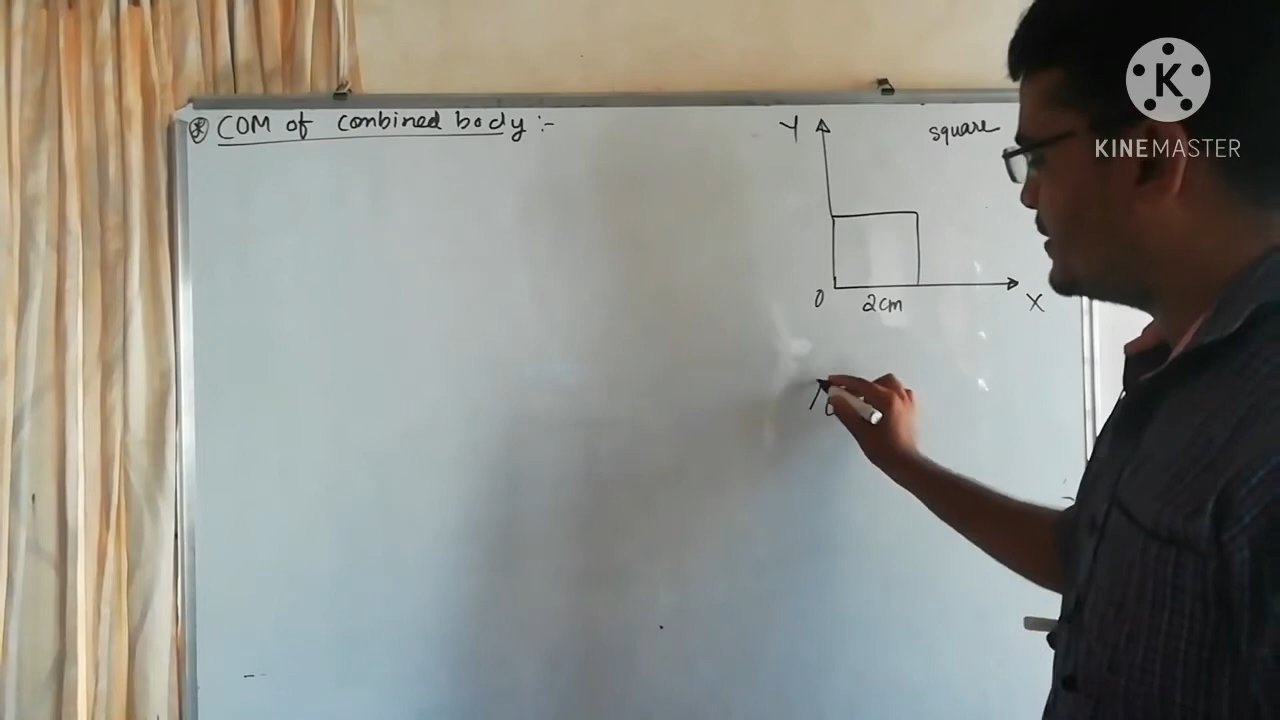 * COM of combined body :-
Y
square
O
2cm
X
K
KINEMASTER